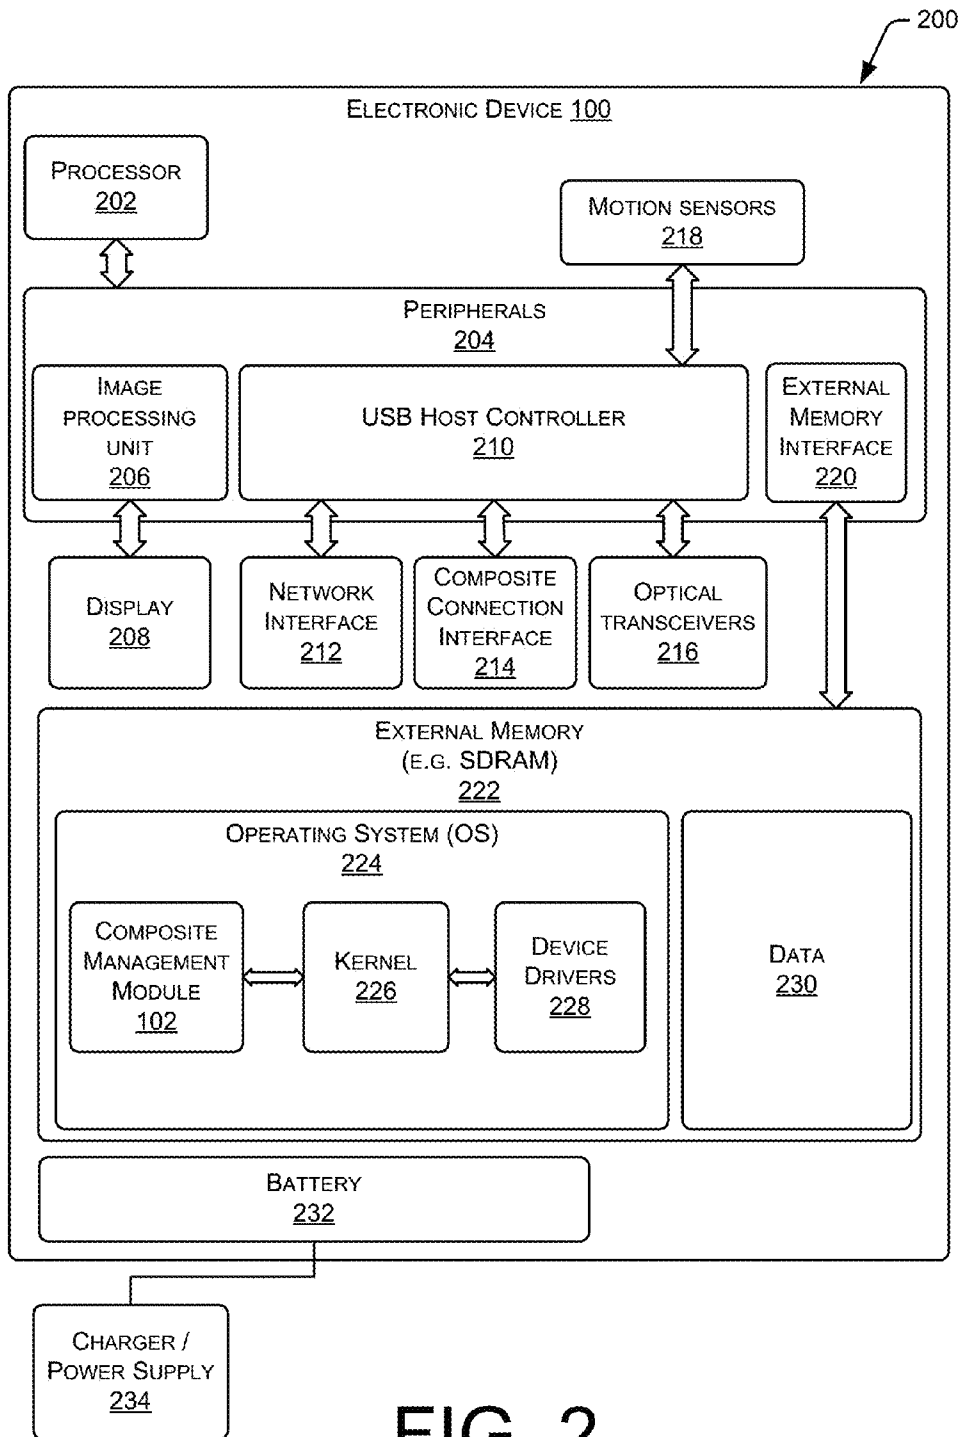 200
ELECTRONIC DEVICE 100
PROCESSOR
202
MOTION SENSORS
218
PERIPHERALS
204
IMAGE
PROCESSING
UNIT
206
USB HOST CONTROLLER
210
EXTERNAL
MEMORY
INTERFACE
220
DISPLAY
208
NETWORK
INTERFACE
212
COMPOSITE
CONNECTION
INTERFACE
214
OPTICAL
TRANSCEIVERS
216
EXTERNAL MEMORY
(E.G. SDRAM)
222
OPERATING SYSTEM (OS)
224
COMPOSITE
MANAGEMENT
MODULE
102
KERNEL
226
DEVICE
DRIVERS
228
DATA
230
BATTERY
232
CHARGER /
POWER SUPPLY
234
FIG. 2